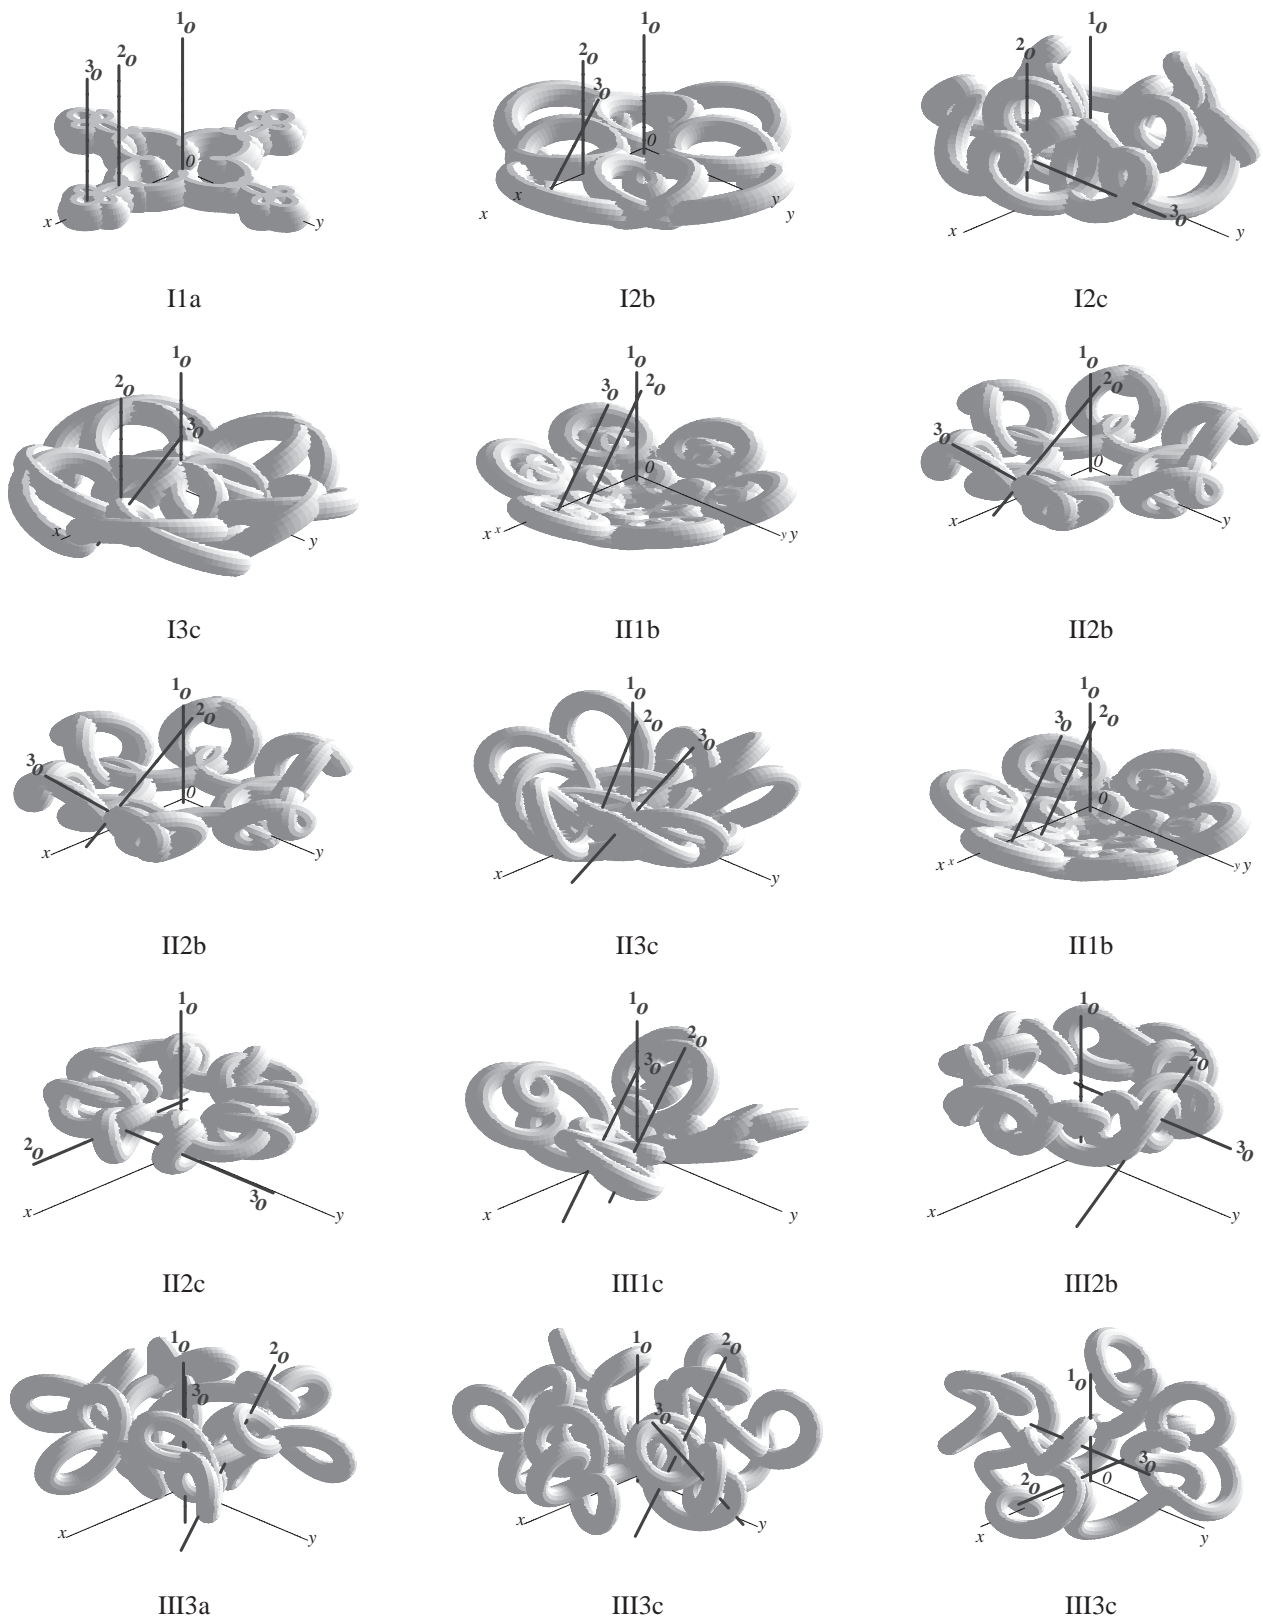 1o
2o
3o
0
x y
I1a
1o
2o
3o
0
x y
x y
I2b
1o
2o
3o
x y
I2c
1o
2o
3o
x y
I3c
1o
3o 2o
0
x x y y
II1b
1o
2o
3o
0
x y
II2b
1o
2o
3o
0
x y
II2b
1o
2o
3o
x y
II3c
1o
3o 2o
0
x x y y
II1b
1o
2o
3o
x y
II2c
1o
2o
3o
x y
III1c
1o
2o
3o
x y
III2b
1o
2o
3o
x y
III3a
1o
2o
3o
x y
III3c
1o
3o
2o 0
x y
III3c